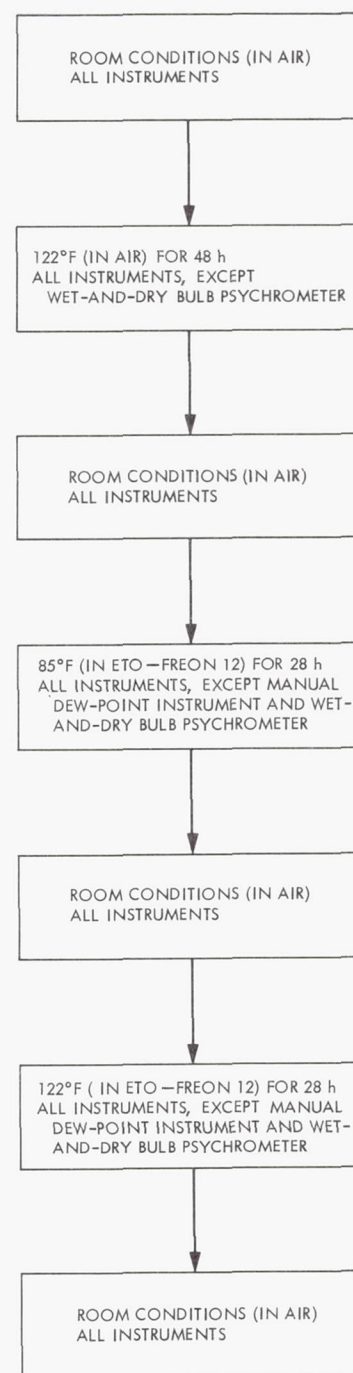 ROOM CONDITIONS (IN AIR)
ALL INSTRUMENTS
122°F (IN AIR) FOR 48 h
ALL INSTRUMENTS, EXCEPT
WET-AND-DRY BULB PSYCHROMETER
ROOM CONDITIONS (IN AIR)
ALL INSTRUMENTS
85°F (IN ETO—FREON 12) FOR 28 h
ALL INSTRUMENTS, EXCEPT MANUAL
DEW-POINT INSTRUMENT AND WET-
AND-DRY BULB PSYCHROMETER
ROOM CONDITIONS (IN AIR)
ALL INSTRUMENTS
122°F ( IN ETO—FREON 12) FOR 28 h
ALL INSTRUMENTS, EXCEPT MANUAL
DEW-POINT INSTRUMENT AND WET-
AND-DRY BULB PSYCHROMETER
ROOM CONDITIONS (IN AIR)
ALL INSTRUMENTS